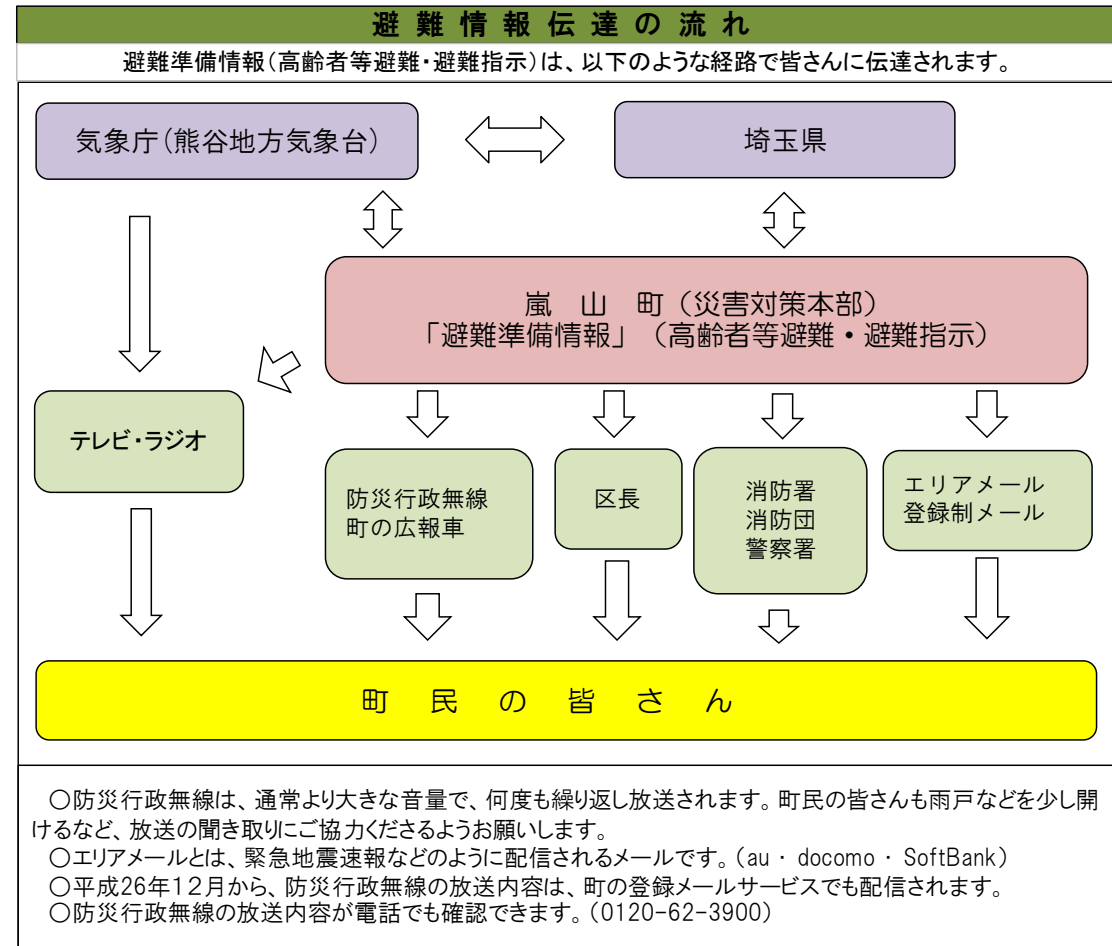 避難情報伝達の流れ
避難準備情報(高齢者等避難・避難指示)は、以下のような経路で皆さんに伝達されます。
気象庁(熊谷地方気象台)
埼玉県
嵐　山　町(災害対策本部)
「避難準備情報」(高齢者等避難・避難指示)
テレビ・ラジオ
防災行政無線
町の広報車
区長
消防署
消防団
警察署
エリアメール
登録制メール
町　民　の　皆　さ　ん
○防災行政無線は、通常より大きな音量で、何度も繰り返し放送されます。町民の皆さんも雨戸などを少し開
けるなど、放送の聞き取りにご協力くださるようお願いします。
○エリアメールとは、緊急地震速報などのように配信されるメールです。(au・docomo・SoftBank)
○平成26年12月から、防災行政無線の放送内容は、町の登録メールサービスでも配信されます。
○防災行政無線の放送内容が電話でも確認できます。(0120-62-3900)